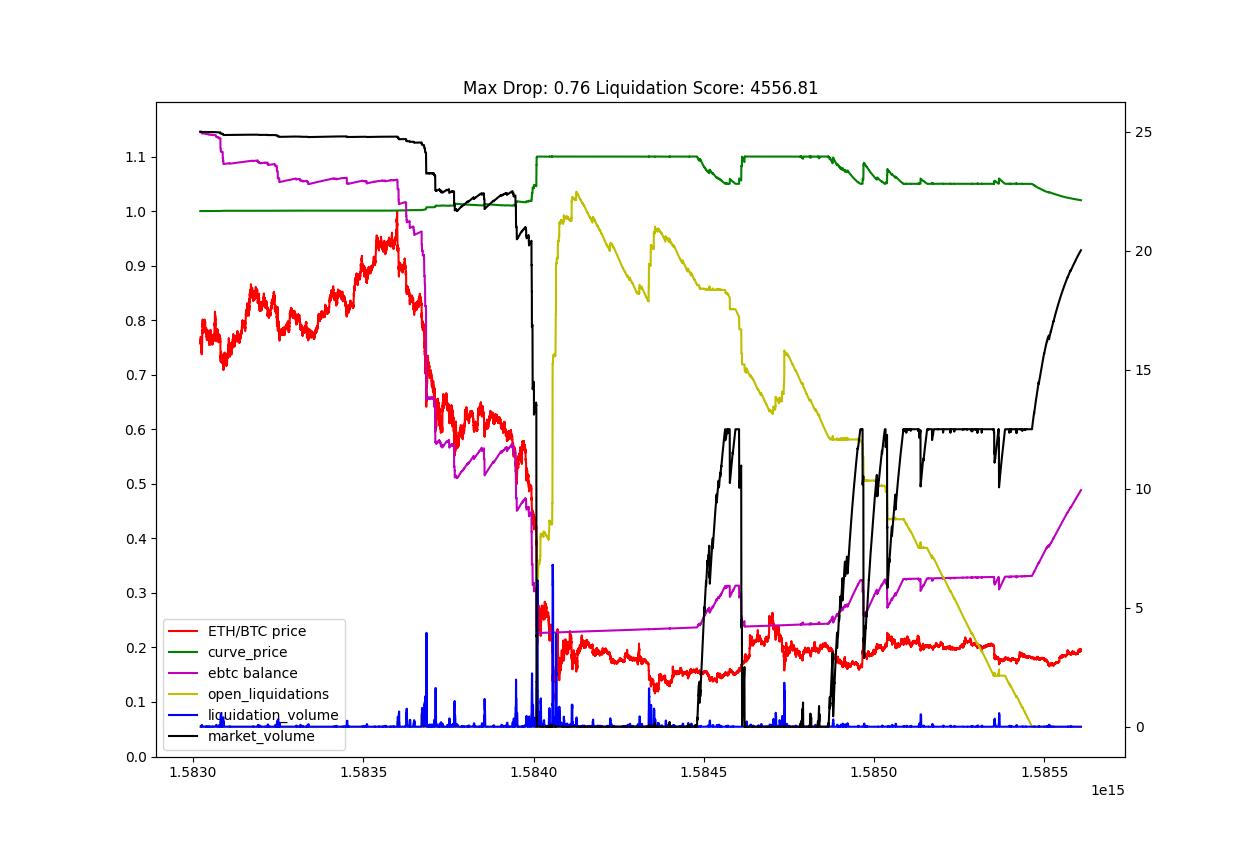 Max Drop: 0.76 Liquidation Score: 4556.81
1.1
1.0
0.9
0.8
0.7
0.6
0.5
0.4
0.3
0.2
0.1
0.0
25
20
15
10
5
0
ETH/BTC price
curve_price
ebtc balance
open_liquidations
liquidation_volume
market_volume
1.5830 1.5835 1.5840 1.5845 1.5850 1.5855
1e15